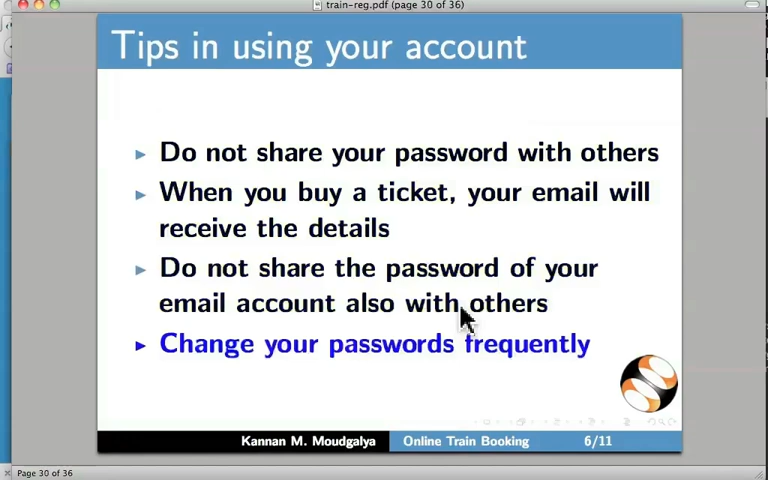 train-reg.pdf (page 30 of 36)
Tips in using your account
Do not share your password with others
When you buy a ticket, your email will
receive the details
Do not share the password of your
email account also with others
Change your passwords frequently
Kannan M. Moudgalya Online Train Booking 6/11
Page 30 of 36